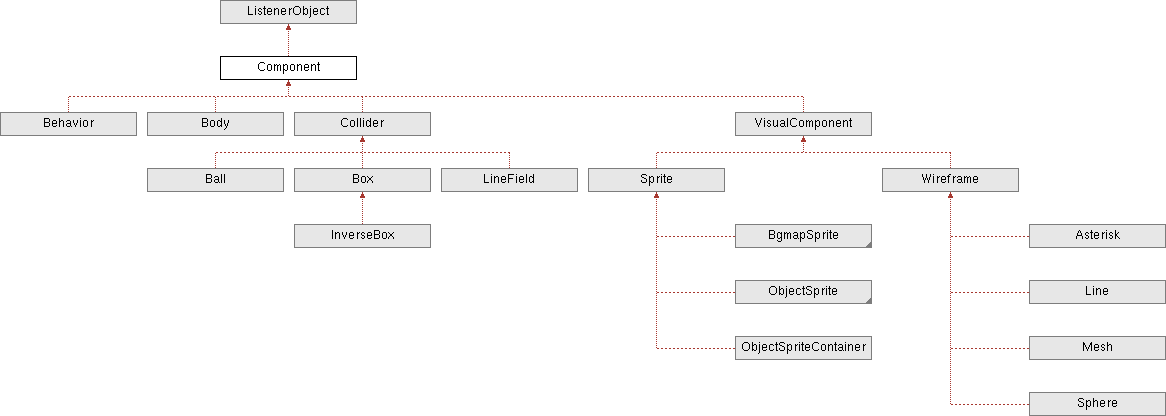 ListenerObject
Component
Behavior
Body
Collider
VisualComponent
Ball
Box
LineField
Sprite
Wireframe
InverseBox
BgmapSprite
Asterisk
ObjectSprite
Line
ObjectSpriteContainer
Mesh
Sphere